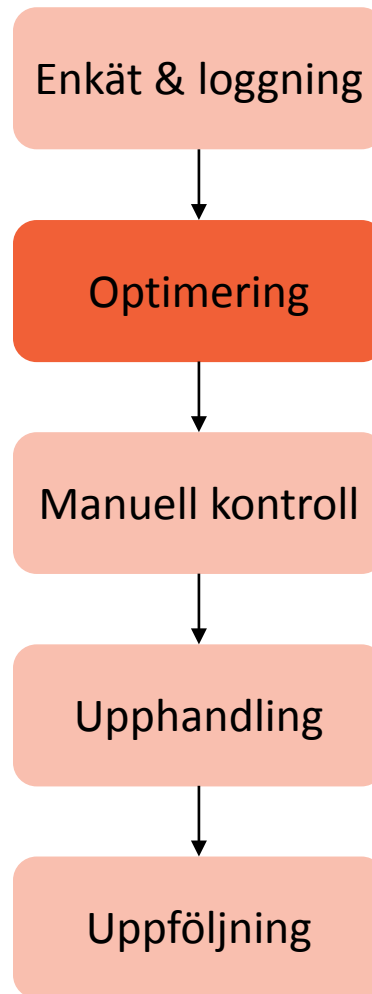 Enkät & loggning
Optimering
Manuell kontroll
Upphandling
Uppföljning